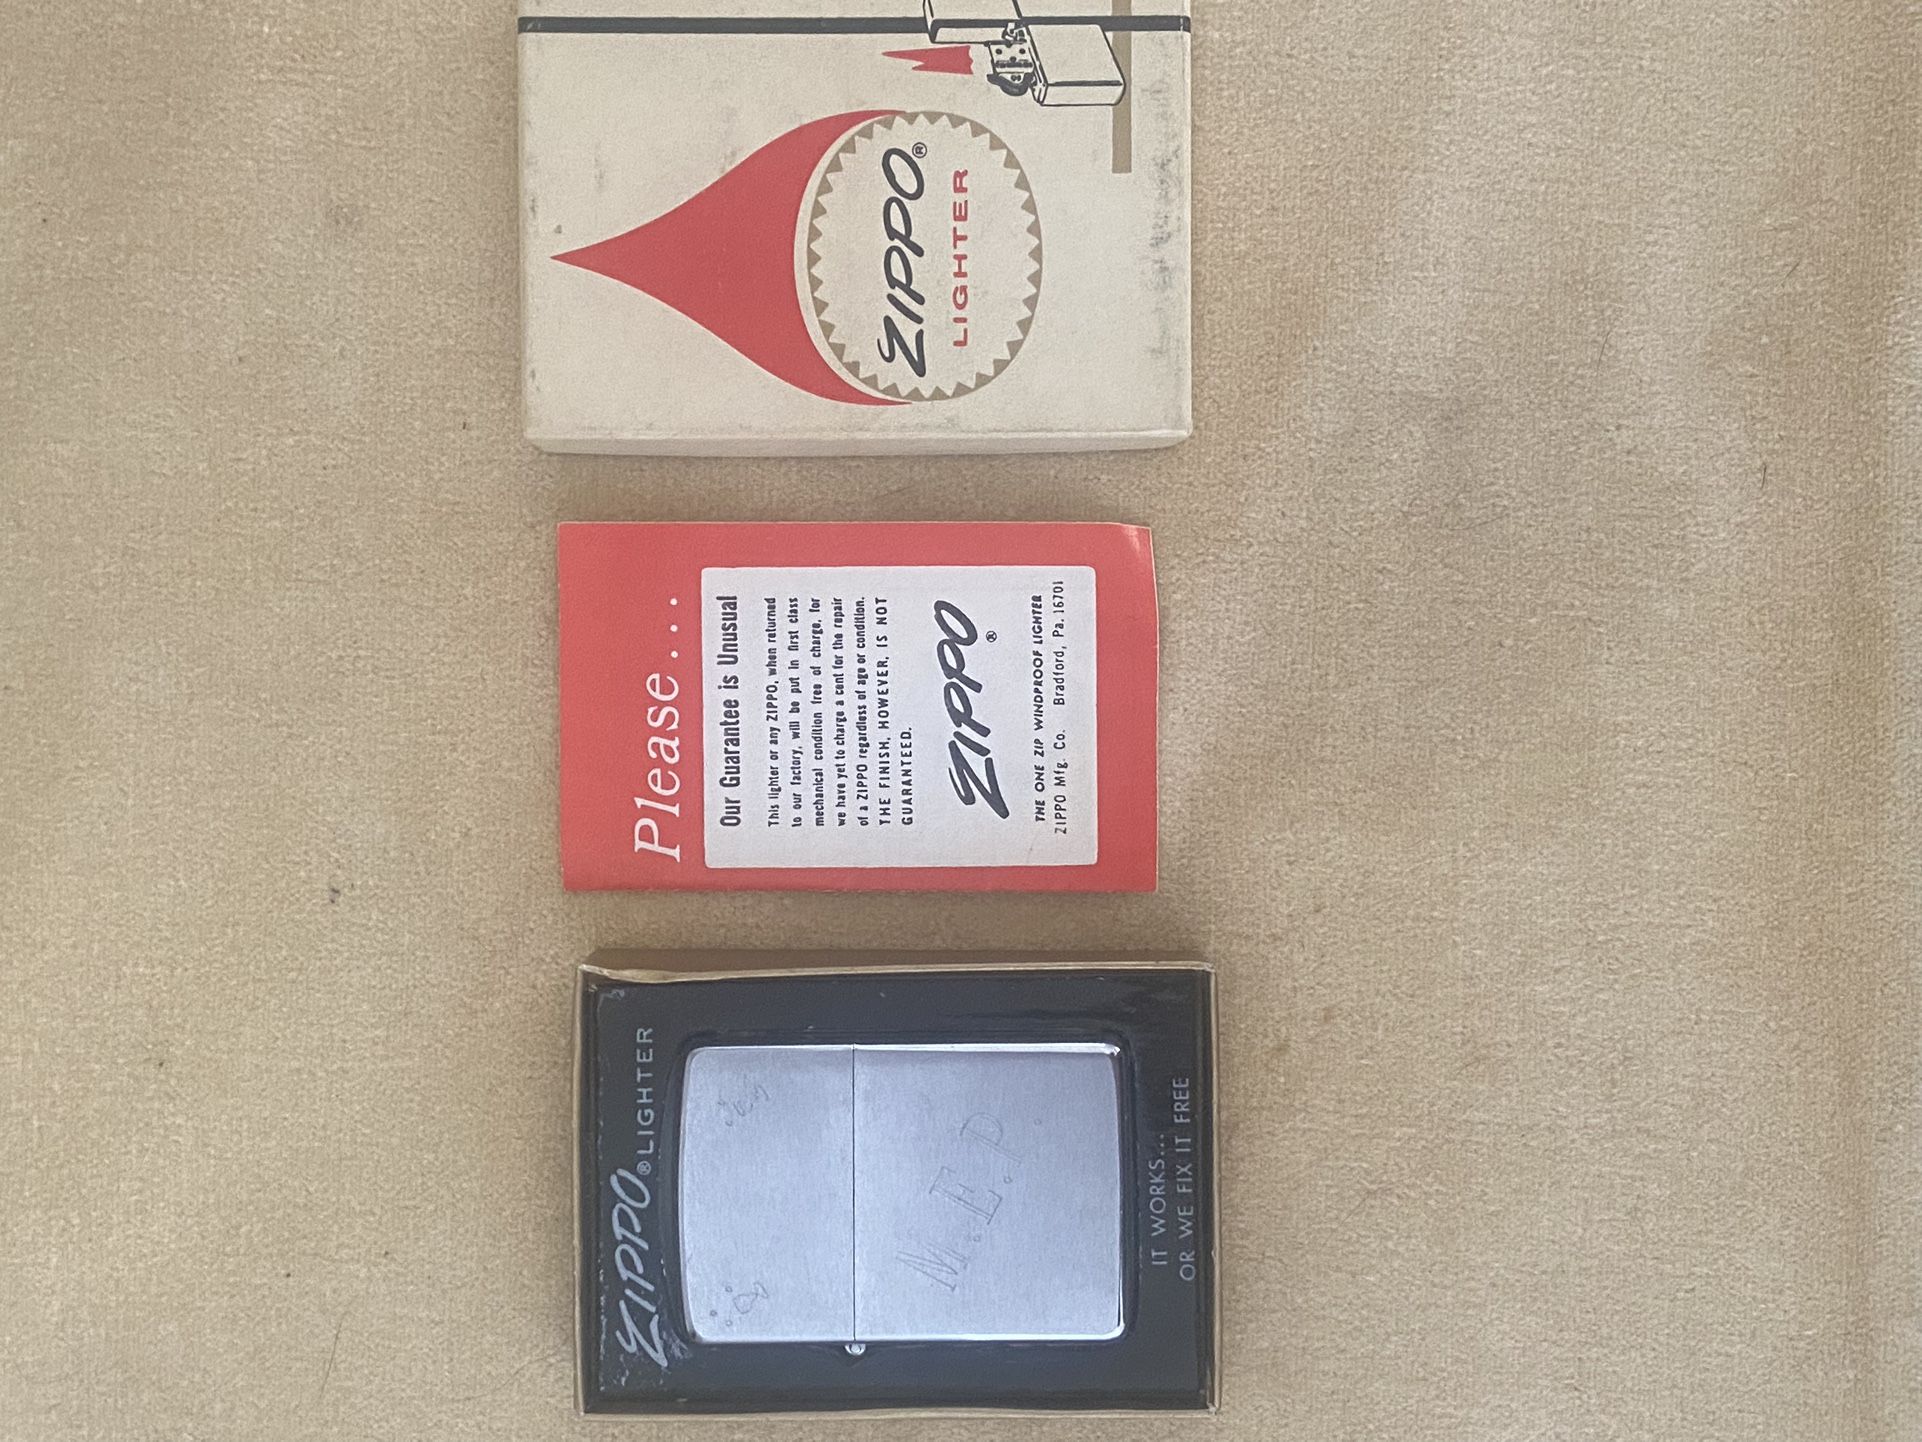 ZIPPO®
LIGHTER
Please....
Our Guarantee is Unusual
This lighter or any ZIPPO, when returned
to our factory, will be put in first class
mechanical condition free of charge, for
we have yet to charge a cent for the repair
of a ZIPPO regardless of age or condition.
THE FINISH, HOWEVER, IS NOT
GUARANTEED.
ZIPPO
®
THE ONE ZIP WINDPROOF LIGHTER
ZIPPO Mfg. Co. Bradford, Pa. 16701
ZIPPO® LIGHTER
M.E.P
IT WORKS...
OR WE FIX IT FREE